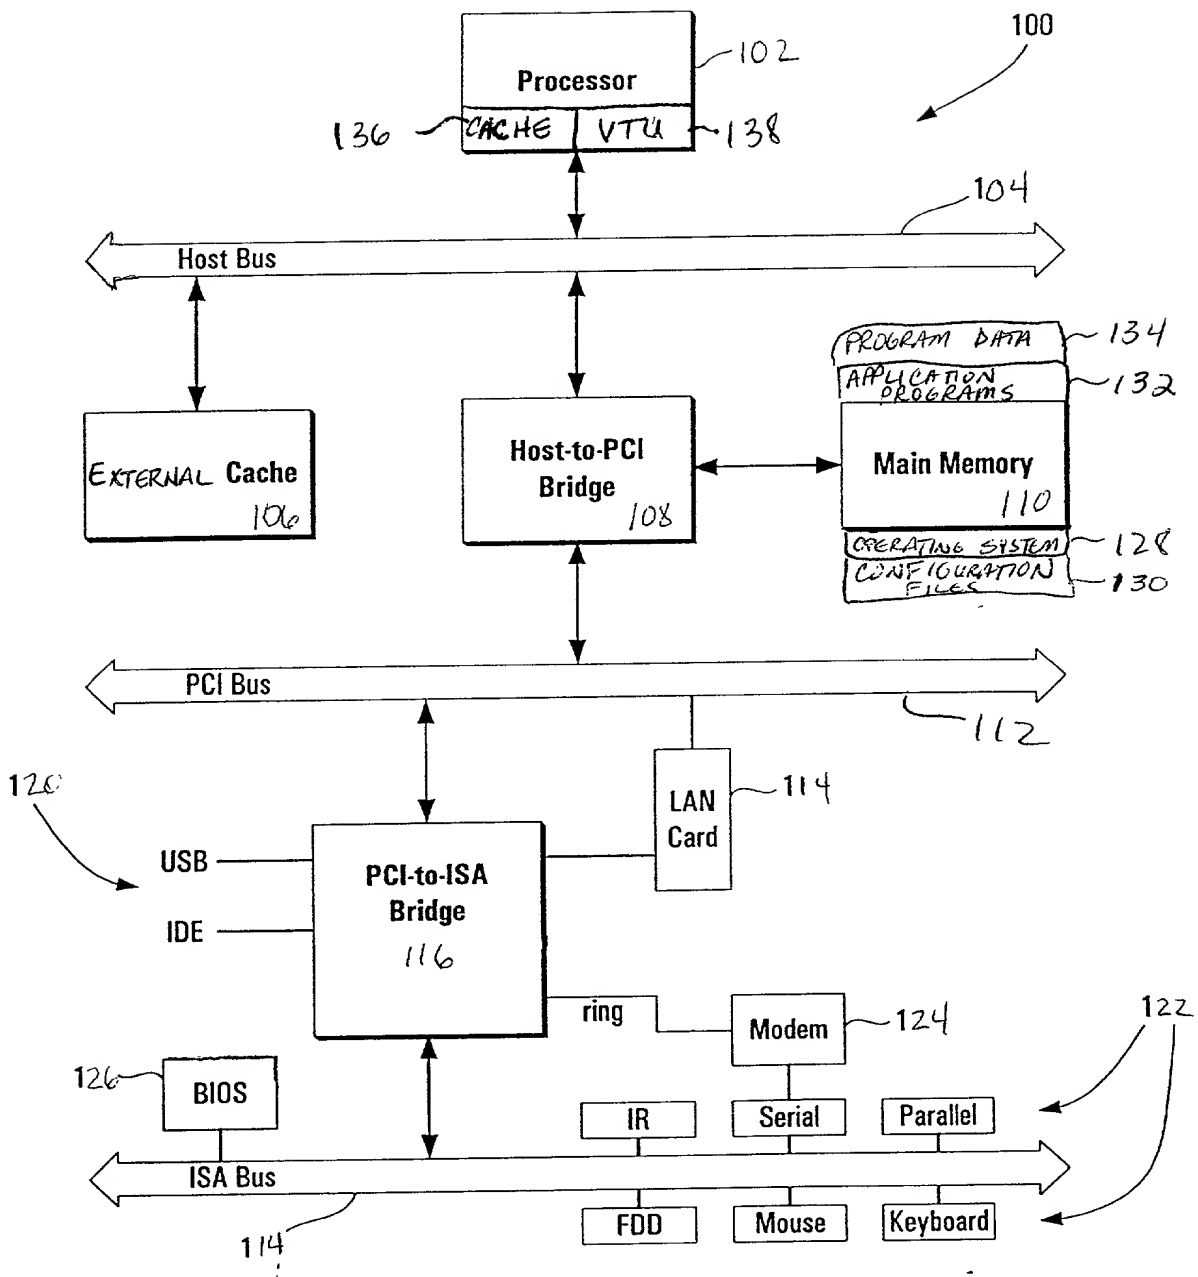 100
102
Processor
136
CACHE
VTU
138
104
Host Bus
PROGRAM DATA
134
APPLICATION
PROGRAMS
132
EXTERNAL Cache
106
Host-to-PCI
Bridge
108
Main Memory
110
OPERATING SYSTEM
128
CONFIGURATION
FILES
130
PCI Bus
112
120
LAN
Card
114
USB
PCI-to-ISA
Bridge
116
IDE
ring
Modem
124
122
126
BIOS
IR
Serial
Parallel
ISA Bus
FDD
Mouse
Keyboard
114